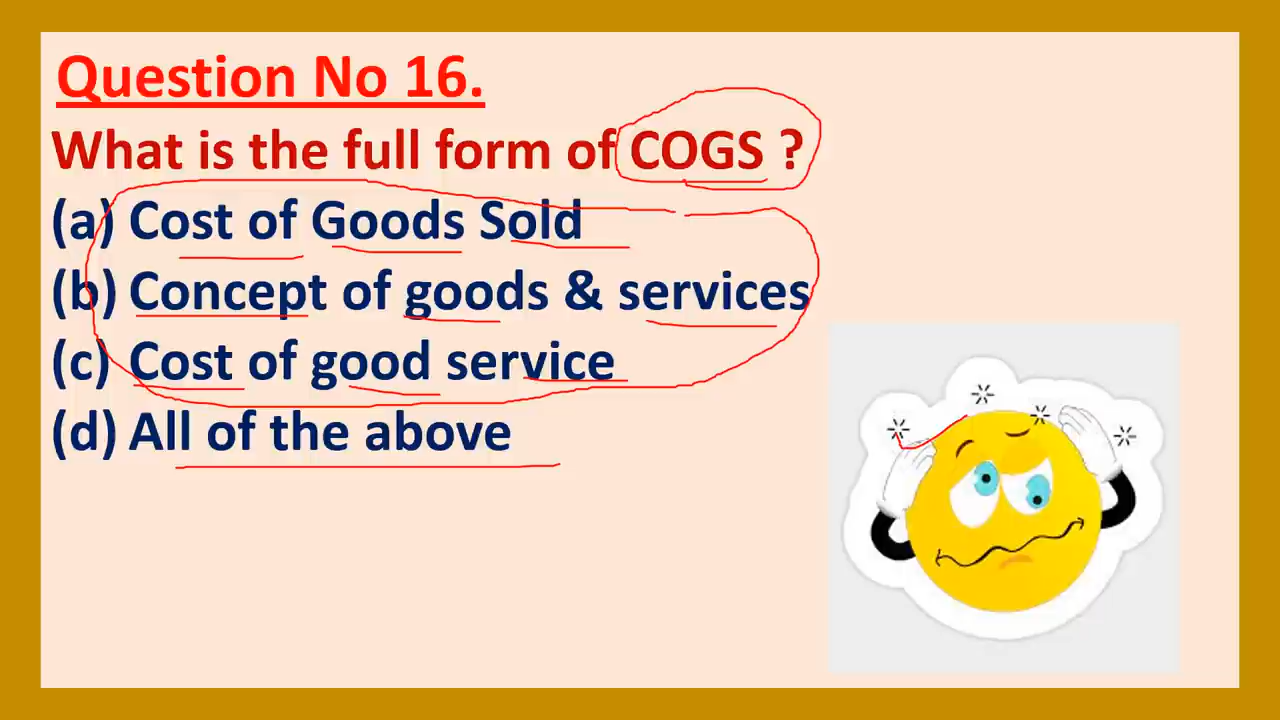 Question No 16.
What is the full form of COGS ?
(a) Cost of Goods Sold
(b) Concept of goods & services
(c) Cost of good service
(d) All of the above